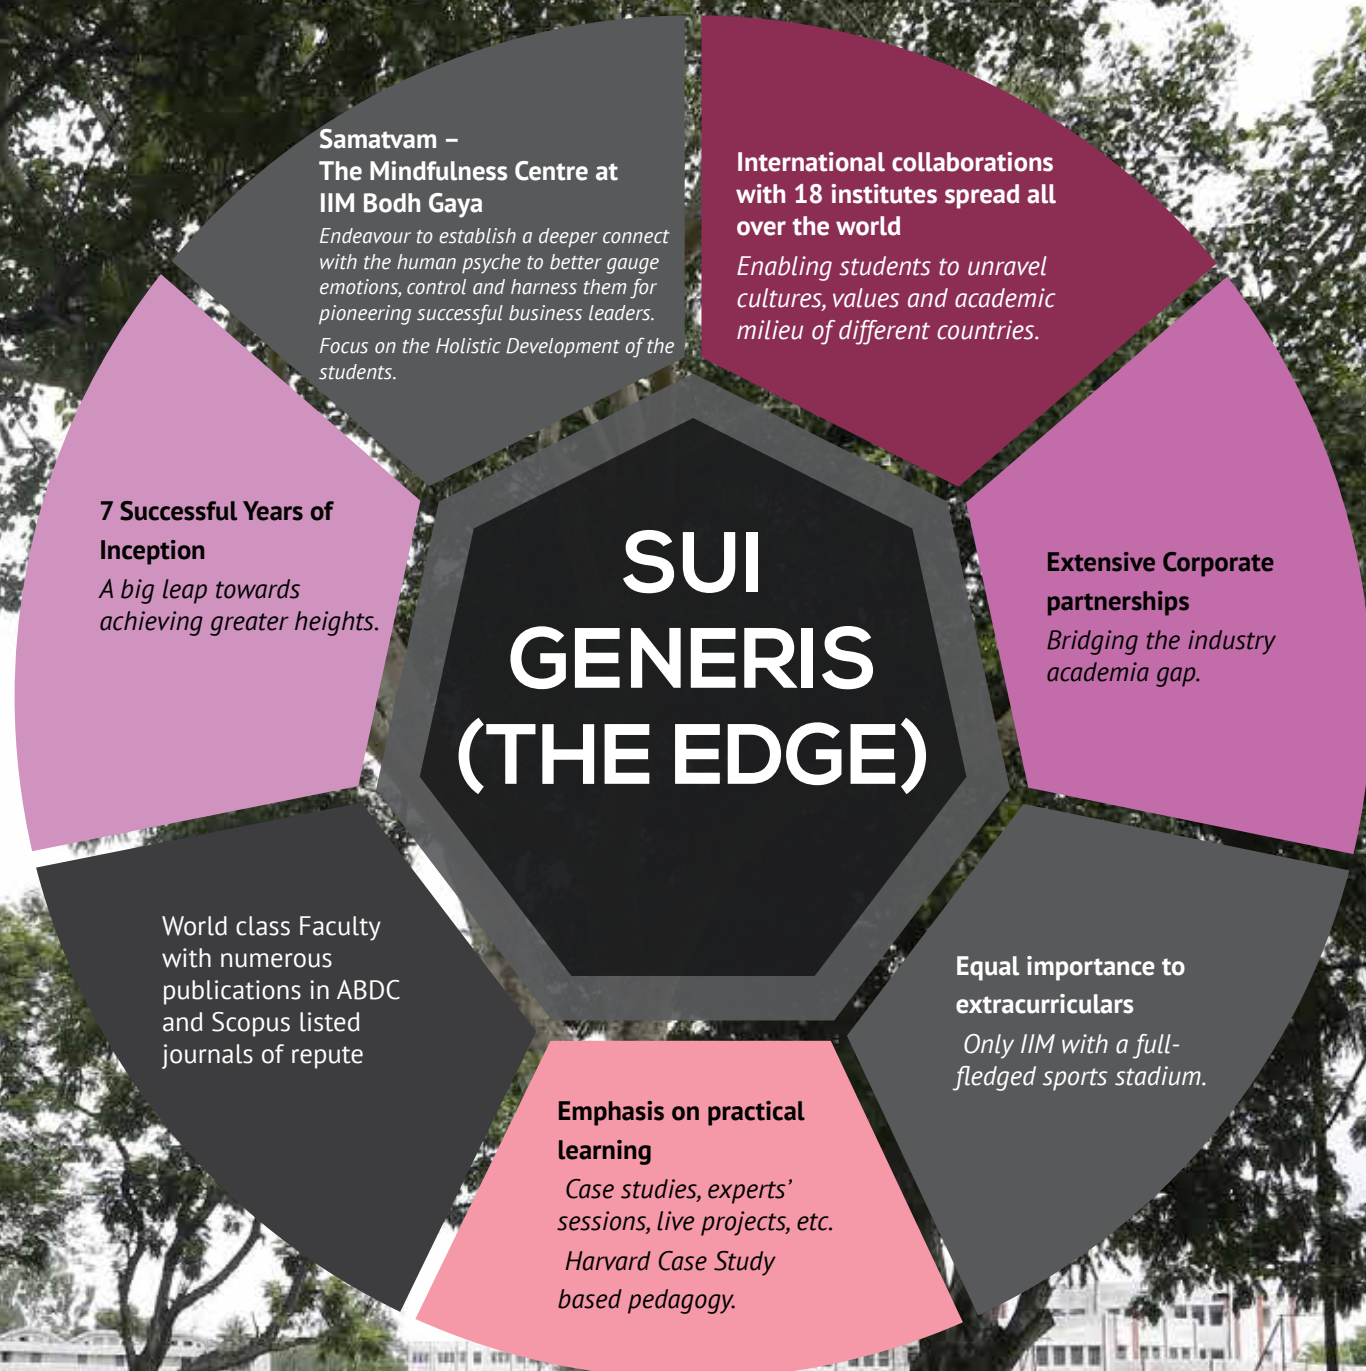 Samatvam –
The Mindfulness Centre at
IIM Bodh Gaya
Endeavour to establish a deeper connect
with the human psyche to better gauge
emotions, control and harness them for
pioneering successful business leaders.
Focus on the Holistic Development of the
students.
International collaborations
with 18 institutes spread all
over the world
Enabling students to unravel
cultures, values and academic
milieu of different countries.
7 Successful Years of
Inception
A big leap towards
achieving greater heights.
SUI
GENERIS
(THE EDGE)
Extensive Corporate
partnerships
Bridging the industry
academia gap.
World class Faculty
with numerous
publications in ABDC
and Scopus listed
journals of repute
Equal importance to
extracurriculars
Only IIM with a full-
fledged sports stadium.
Emphasis on practical
learning
Case studies, experts’
sessions, live projects, etc.
Harvard Case Study
based pedagogy.